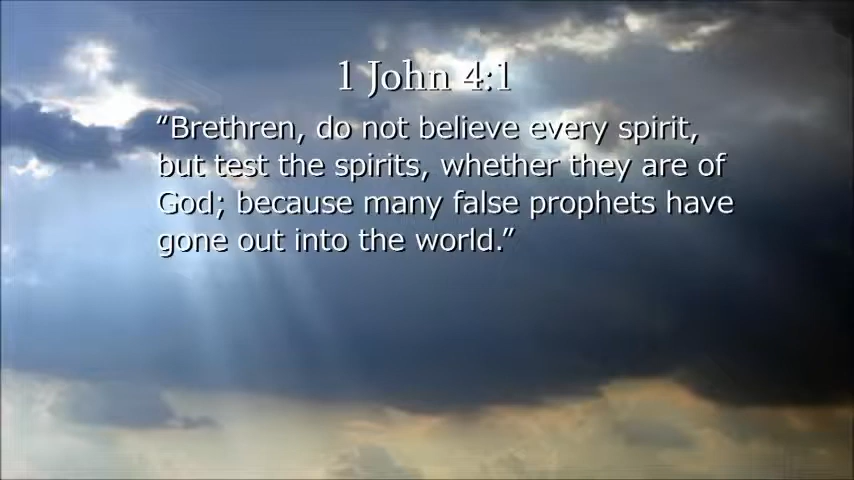 1 John 4:1
“Brethren, do not believe every spirit,
but test the spirits, whether they are of
God; because many false prophets have
gone out into the world.”